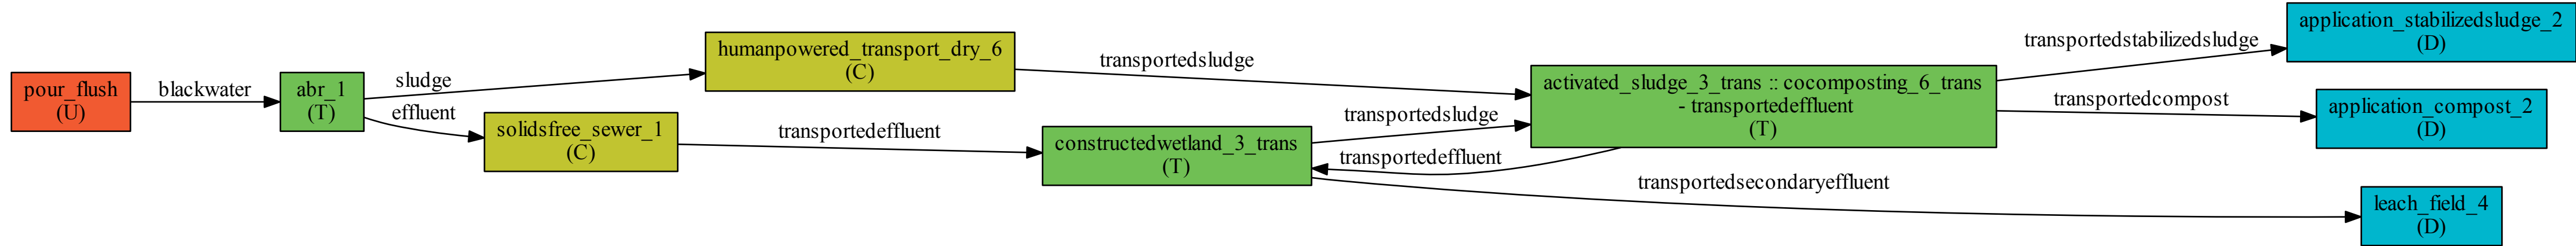 pour_flush
(U)
blackwater
abr_1
(T)
sludge
effluent
humanpowered_transport_dry_6
(C)
solidsfree_sewer_1
(C)
transportedsludge
transportedeffluent
constructedwetland_3_trans
(T)
transportedsludge
transportedeffluent
activated_sludge_3_trans :: cocomposting_6_trans
- transportedeffluent
(T)
transportedsecondaryeffluent
transportedstabilizedsludge
transportedcompost
application_stabilizedsludge_2
(D)
application_compost_2
(D)
leach_field_4
(D)